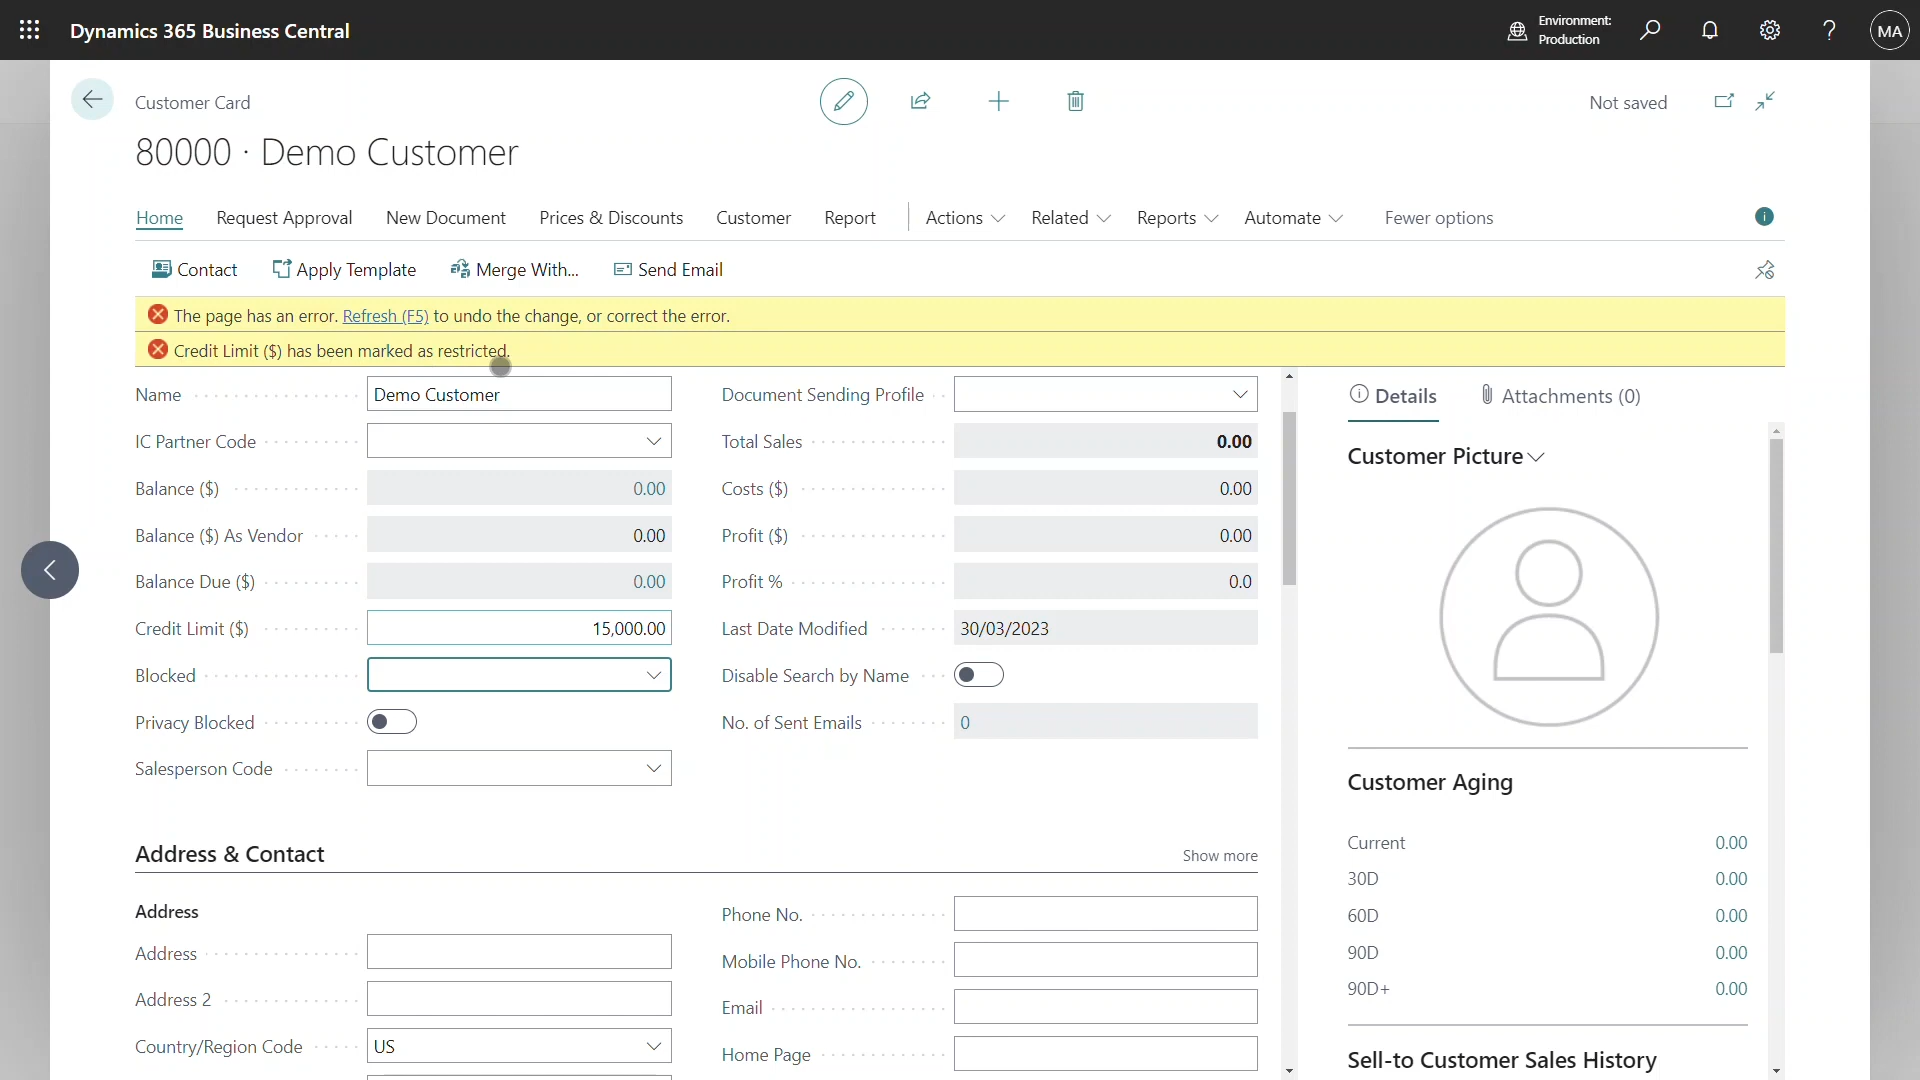 Dynamics 365 Business Central
Environment:
Production
?
MA
Customer Card
Not saved
80000 · Demo Customer
Home
Request Approval
New Document
Prices & Discounts
Customer
Report
Actions
Related
Reports
Automate
Fewer options
Contact
Apply Template
Merge With...
Send Email
The page has an error. Refresh (F5) to undo the change, or correct the error.
Credit Limit ($) has been marked as restricted.
Name
Demo Customer
IC Partner Code
Balance ($)
0.00
Balance ($) As Vendor
0.00
Balance Due ($)
0.00
Credit Limit ($)
15,000.00
Blocked
Privacy Blocked
Salesperson Code
Document Sending Profile
Total Sales
0.00
Costs ($)
0.00
Profit ($)
0.00
Profit %
0.0
Last Date Modified
30/03/2023
Disable Search by Name
No. of Sent Emails
0
Address & Contact
Show more
Address
Address
Address 2
Country/Region Code
US
Phone No.
Mobile Phone No.
Email
Home Page
Details
Attachments (0)
Customer Picture
Customer Aging
Current
0.00
30D
0.00
60D
0.00
90D
0.00
90D+
0.00
Sell-to Customer Sales History